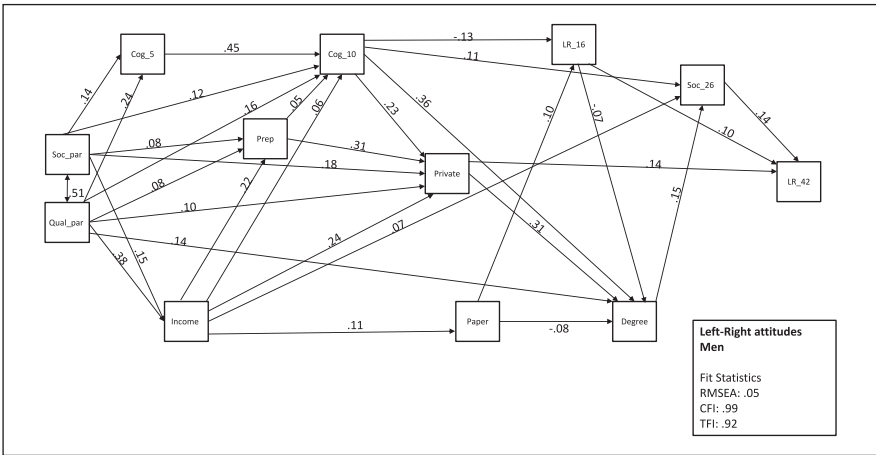 -.13
LR_16
Cog_5
.45
Cog_10
.11
Soc_26
.14
.24
.12
.16
.05
.06
.36
.23
-.07
.14
.10
Prep
.08
.31
Soc_par
.18
Private
.14
LR_42
.10
.51
.08
.22
.15
Qual_par
.10
.24
.07
.31
.14
.38
.15
Income
.11
Paper
-.08
Degree
Left-Right attitudes
Men
Fit Statistics
RMSEA: .05
CFI: .99
TFI: .92